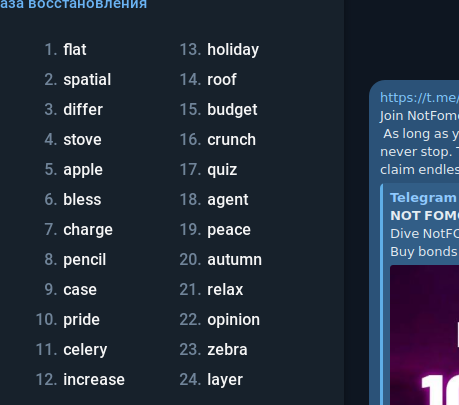 аза восстановления
1. flat
2. spatial
3. differ
4. stove
5. apple
6. bless
7. charge
8. pencil
9. case
10. pride
11. celery
12. increase
13. holiday
14. roof
15. budget
16. crunch
17. quiz
18. agent
19. peace
20. autumn
21. relax
22. opinion
23. zebra
24. layer
https://t.me/
Join NotFom
As long as y
never stop.
claim endles
Telegram
NOT FOM
Dive NotFO
Buy bonds